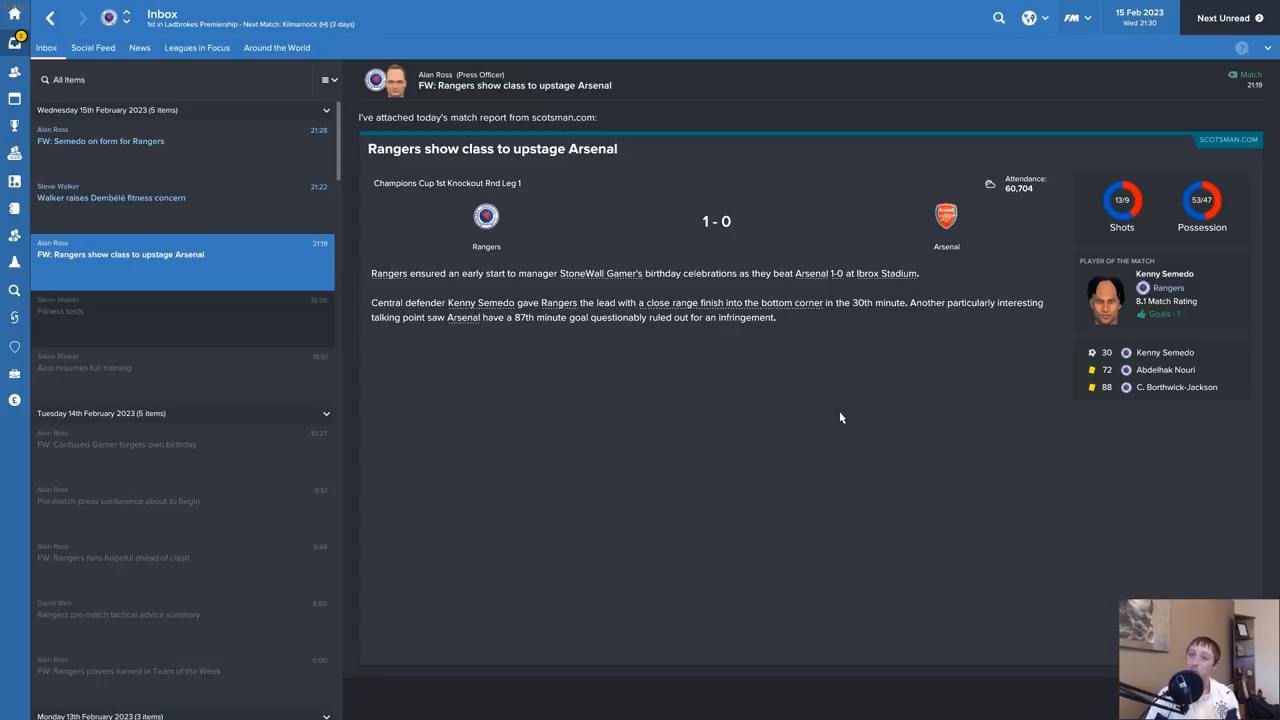 Inbox
1st in Ladbrokes Premiership - Next Match: Kilmarnock (H) (3 days)
FM
15 Feb 2023
Wed 21:30
Next Unread
2
Inbox
Social Feed
News
Leagues in Focus
Around the World
?
All Items
Wednesday 15th February 2023 (5 items)
Alan Ross
21:28
FW: Semedo on form for Rangers
Steve Walker
21:22
Walker raises Dembélé fitness concern
Alan Ross
21:19
FW: Rangers show class to upstage Arsenal
Steve Walker
19:30
Fitness tests
Steve Walker
15:51
Aina resumes full training
Tuesday 14th February 2023 (5 items)
Alan Ross
10:27
FW: Confused Gamer forgets own birthday
Alan Ross
9:51
Pre-match press conference about to begin
Alan Ross
9:48
FW: Rangers fans hopeful ahead of clash
David Weir
8:50
Rangers pre-match tactical advice summary
Alan Ross
0:00
FW: Rangers players named in Team of the Week
Monday 13th February 2023 (3 items)
Alan Ross (Press Officer)
FW: Rangers show class to upstage Arsenal
Match
21:19
I've attached today's match report from scotsman.com:
SCOTSMAN.COM
Rangers show class to upstage Arsenal
Champions Cup 1st Knockout Rnd Leg 1
Attendance:
60,704
1 - 0
Rangers
Arsenal
Rangers ensured an early start to manager StoneWall Gamer's birthday celebrations as they beat Arsenal 1-0 at Ibrox Stadium.
Central defender Kenny Semedo gave Rangers the lead with a close range finish into the bottom corner in the 30th minute. Another particularly interesting
talking point saw Arsenal have a 87th minute goal questionably ruled out for an infringement.
13/9
Shots
53/47
Possession
PLAYER OF THE MATCH
Kenny Semedo
Rangers
8.1 Match Rating
Goals - 1
30 Kenny Semedo
72 Abdelhak Nouri
88 C. Borthwick-Jackson